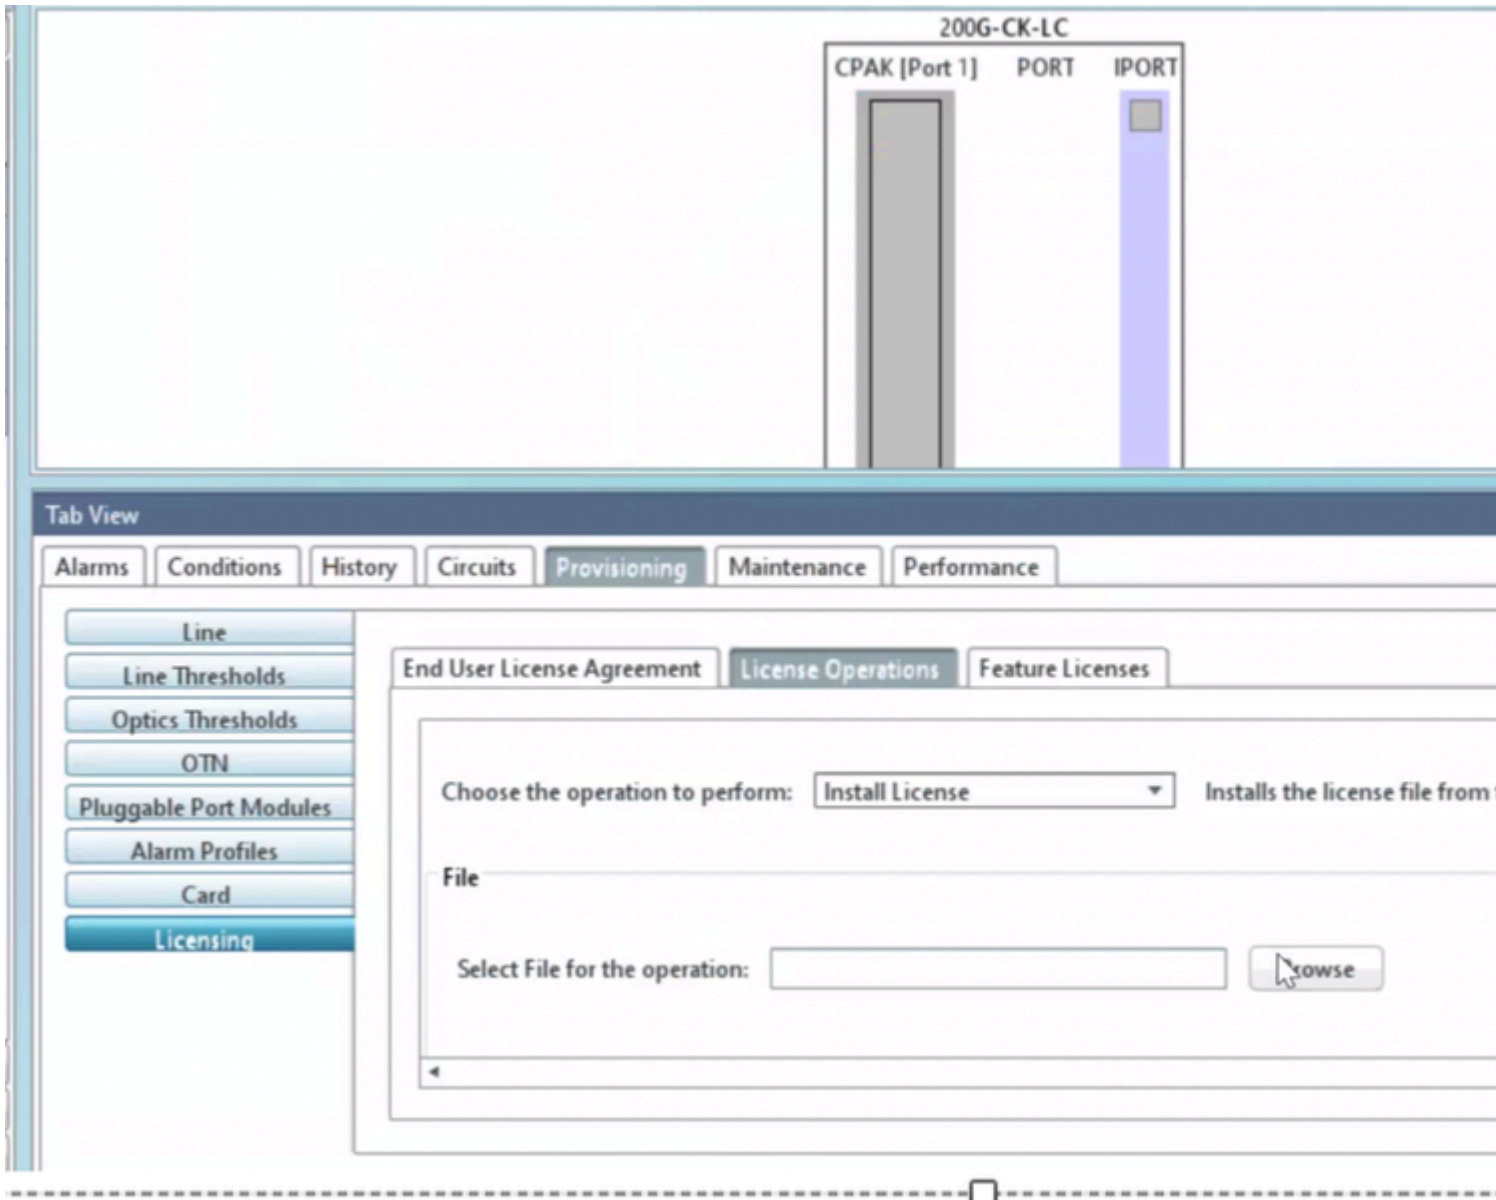 200G-CK-LC
CPAK [Port 1] PORT IPORT
Tab View
Alarms Conditions History Circuits Provisioning Maintenance Performance
Line
Line Thresholds
Optics Thresholds
OTN
Pluggable Port Modules
Alarm Profiles
Card
Licensing
End User License Agreement License Operations Feature Licenses
Choose the operation to perform: Install License Installs the license file from
File
Select File for the operation: Browse